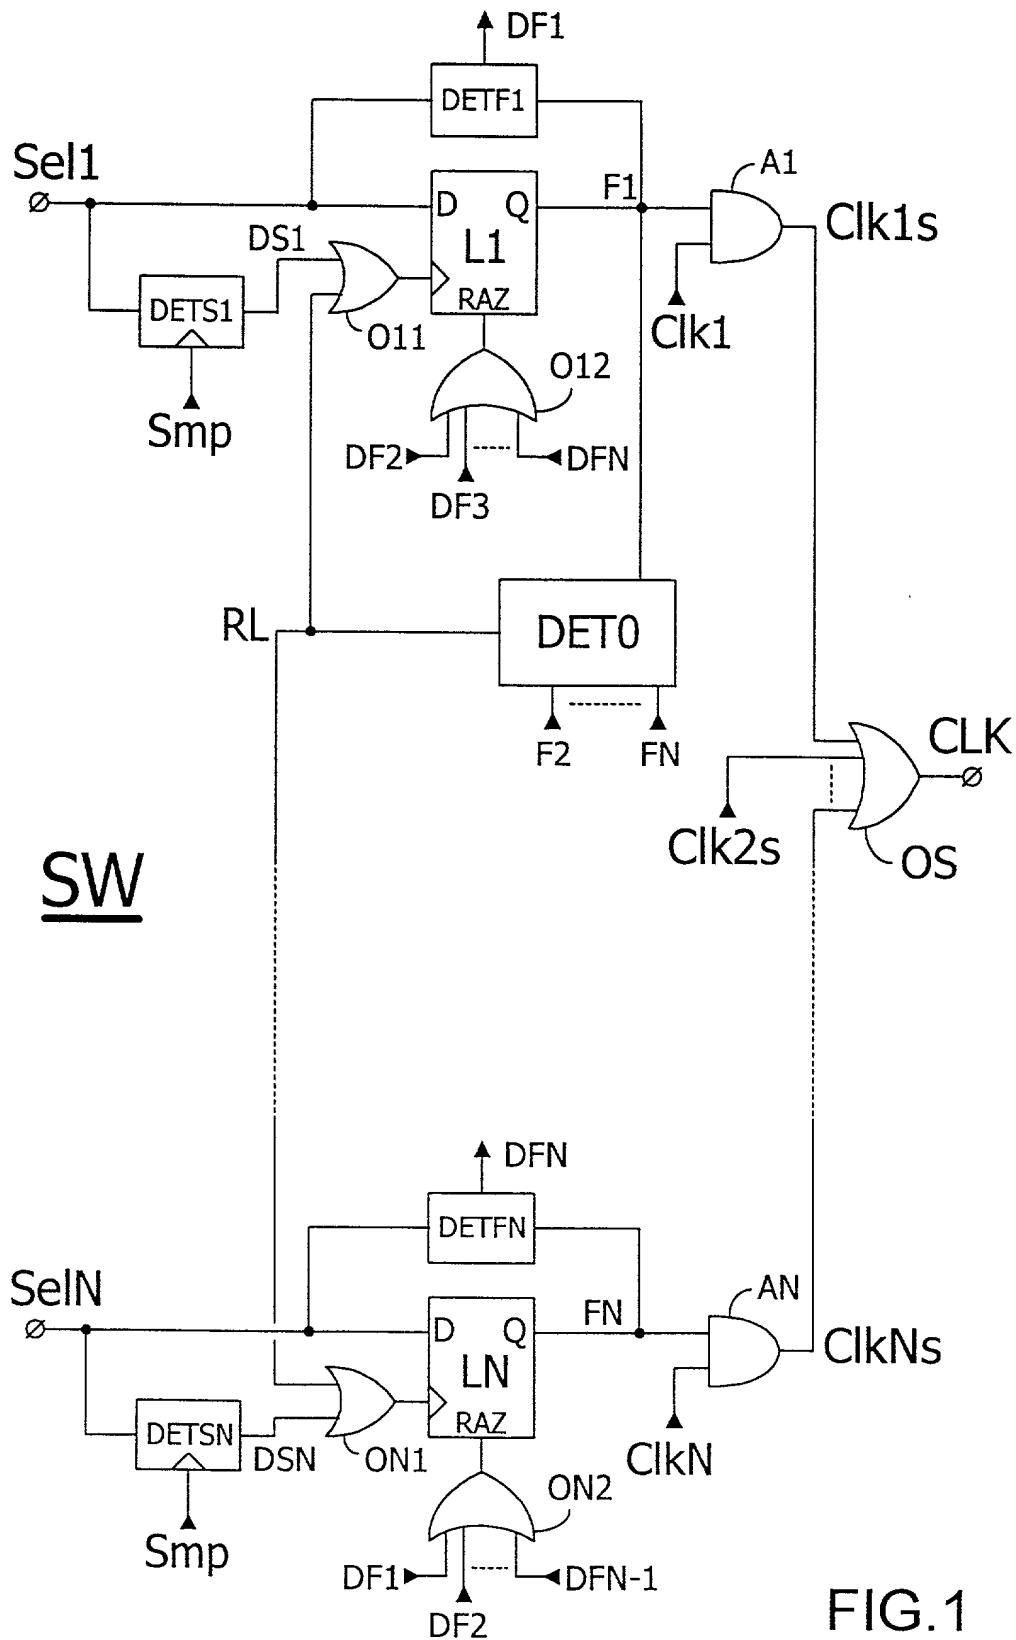 DF1
DETF1
A1
Sel1
D
Q
F1
Clk1s
L1
DS1
DETS1
RAZ
O11
Clk1
O12
Smp
DF2
DFN
DF3
RL
DET0
F2
FN
CLK
Clk2s
OS
SW
DFN
DETFN
SelN
AN
D
Q
FN
LN
ClkNs
DETSN
RAZ
DSN
ON1
ClkN
ON2
Smp
DF1
DFN-1
DF2
FIG.1